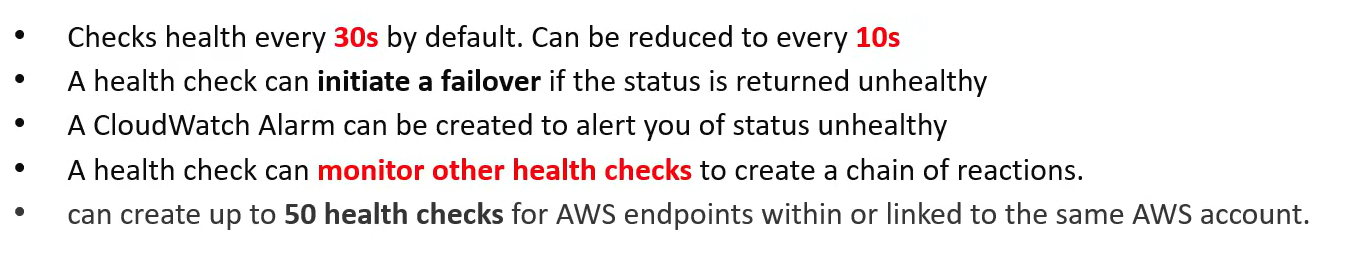 • Checks health every 30s by default. Can be reduced to every 10s
• A health check can initiate a failover if the status is returned unhealthy
• A CloudWatch Alarm can be created to alert you of status unhealthy
• A health check can monitor other health checks to create a chain of reactions.
• can create up to 50 health checks for AWS endpoints within or linked to the same AWS account.